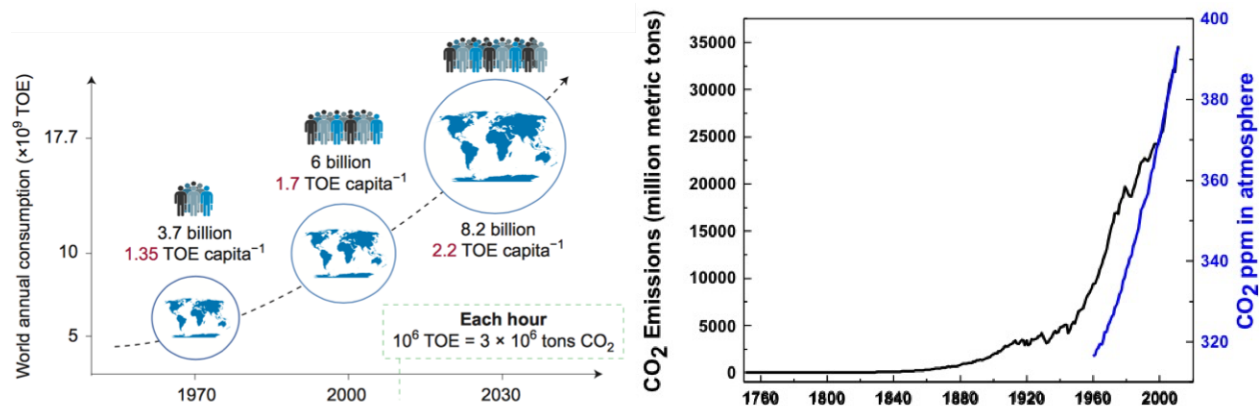 World annual consumption (×10⁹ TOE)
17.7
10
5
3.7 billion
1.35 TOE capita⁻¹
6 billion
1.7 TOE capita⁻¹
8.2 billion
2.2 TOE capita⁻¹
Each hour
10⁶ TOE = 3 × 10⁶ tons CO₂
1970
2000
2030
CO2 Emissions (million metric tons)
35000
30000
25000
20000
15000
10000
5000
0
1760
1800
1840
1880
1920
1960
2000
400
380
360
340
320
CO2 ppm in atmosphere